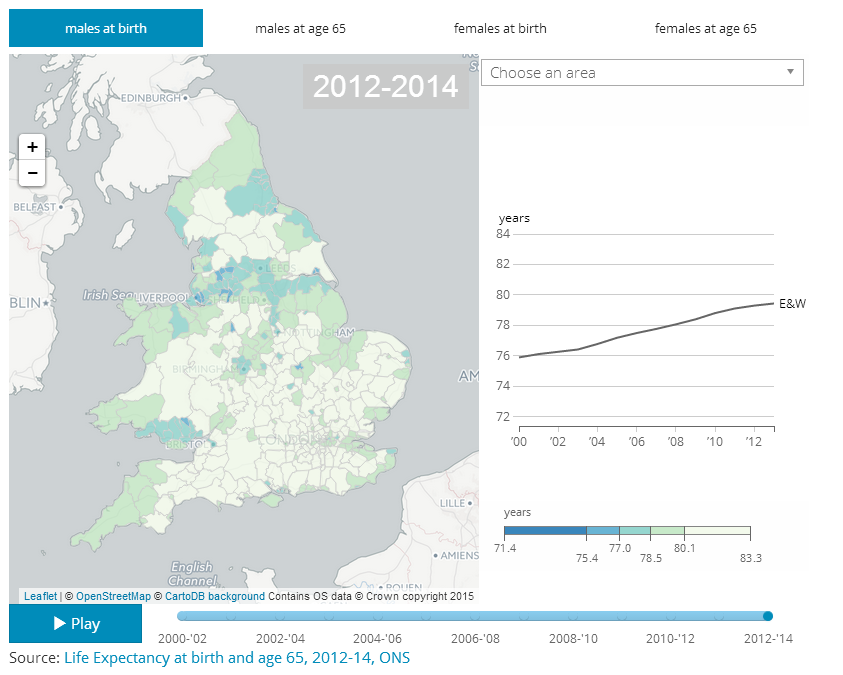 males at birth
males at age 65
females at birth
females at age 65
2012-2014
Choose an area
EDINBURGH
+
−
BELFAST
BLIN
Irish Sea
LIVERPOOL
LEEDS
NOTTINGHAM
BIRMINGHAM
AM
BRISTOL
LONDON
LILLE
AMIENS
ROUEN
English
Channel
years
84
82
80
78
76
74
72
E&W
'00
'02
'04
'06
'08
'10
'12
years
71.4
75.4
77.0
78.5
80.1
83.3
Leaflet | © OpenStreetMap © CartoDB background Contains OS data © Crown copyright 2015
Play
2000-'02
2002-'04
2004-'06
2006-'08
2008-'10
2010-'12
2012-'14
Source: Life Expectancy at birth and age 65, 2012-14, ONS